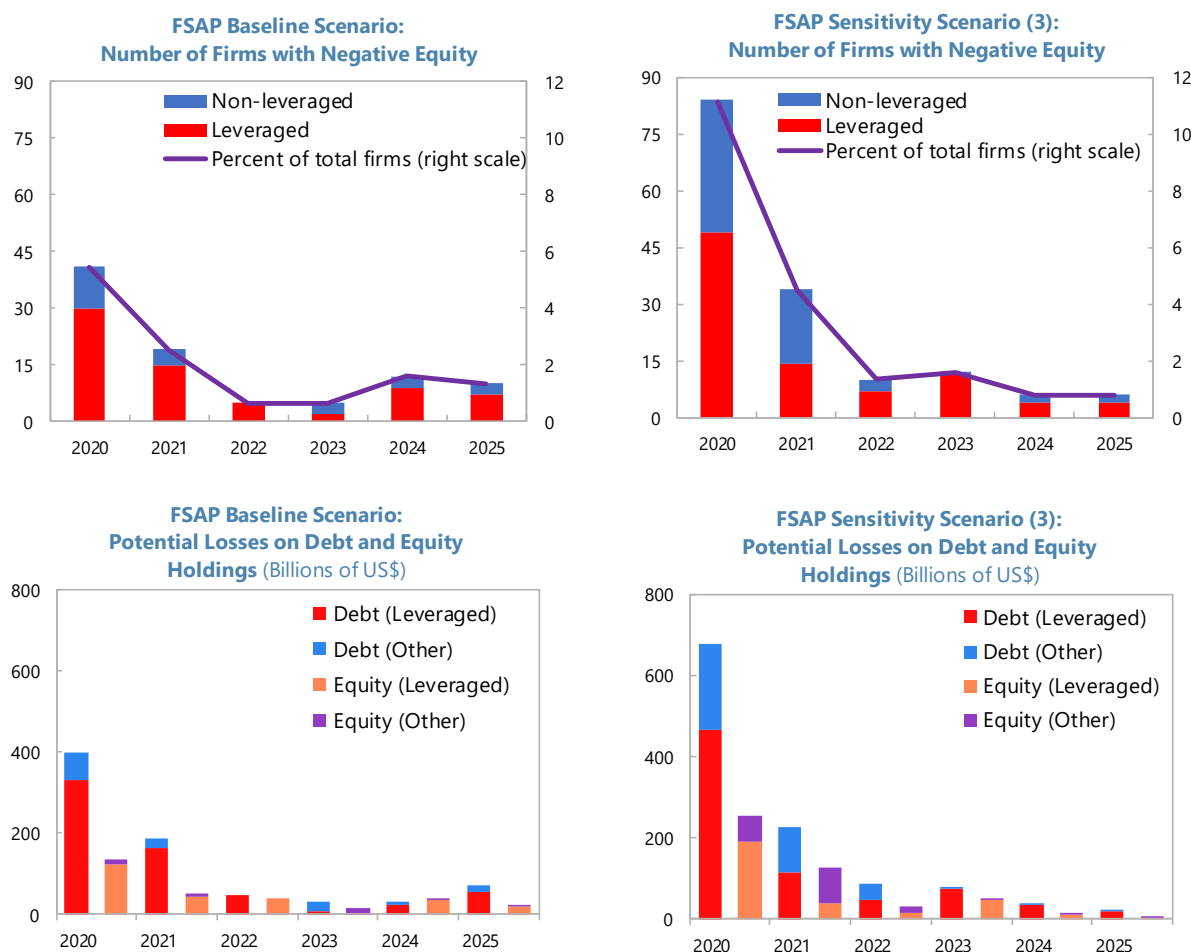 FSAP Baseline Scenario:
Number of Firms with Negative Equity
90
75
60
45
30
15
0
12
10
8
6
4
2
0
Non-leveraged
Leveraged
Percent of total firms (right scale)
2020 2021 2022 2023 2024 2025
FSAP Sensitivity Scenario (3):
Number of Firms with Negative Equity
90
75
60
45
30
15
0
12
10
8
6
4
2
0
Non-leveraged
Leveraged
Percent of total firms (right scale)
2020 2021 2022 2023 2024 2025
FSAP Baseline Scenario:
Potential Losses on Debt and Equity
Holdings (Billions of US$)
800
600
400
200
0
Debt (Leveraged)
Debt (Other)
Equity (Leveraged)
Equity (Other)
2020 2021 2022 2023 2024 2025
FSAP Sensitivity Scenario (3):
Potential Losses on Debt and Equity
Holdings (Billions of US$)
800
600
400
200
0
Debt (Leveraged)
Debt (Other)
Equity (Leveraged)
Equity (Other)
2020 2021 2022 2023 2024 2025